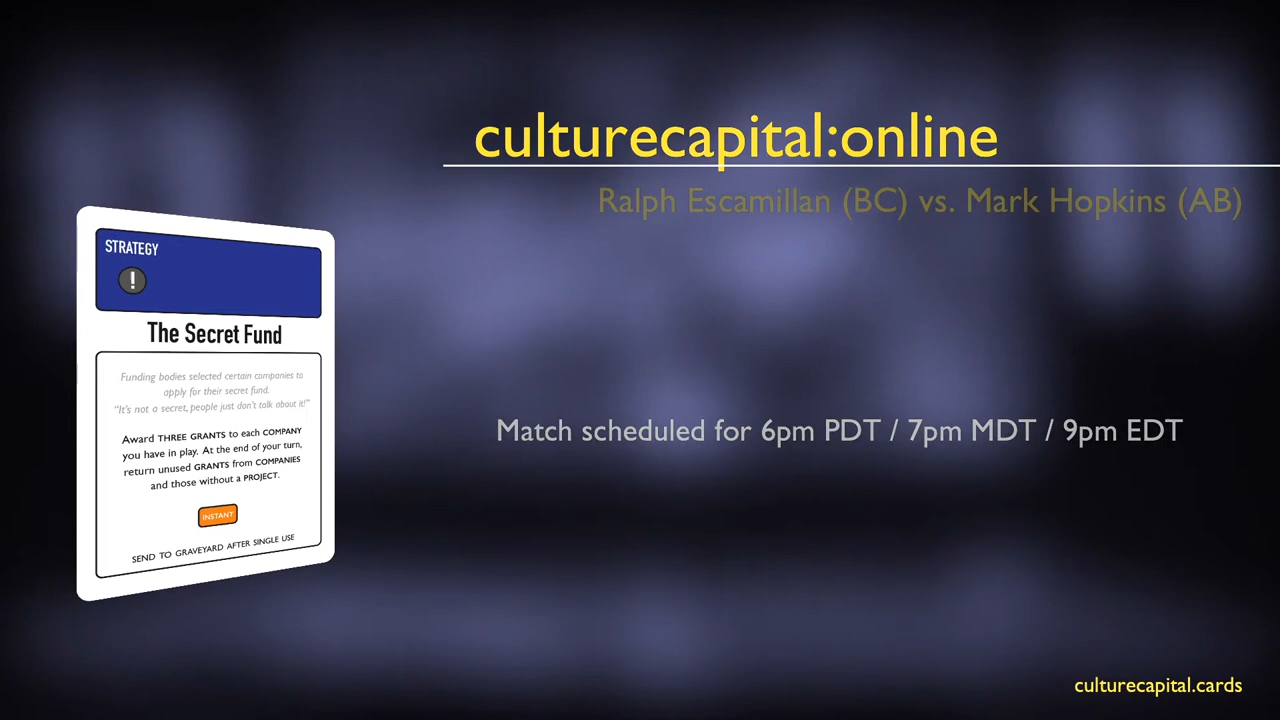 culturecapital:online
Ralph Escamillan (BC) vs. Mark Hopkins (AB)
STRATEGY
!
The Secret Fund
Funding bodies selected certain companies to
apply for their secret fund.
“It’s not a secret, people just don’t talk about it!”
Award THREE GRANTS to each COMPANY
you have in play. At the end of your turn,
return unused GRANTS from COMPANIES
and those without a PROJECT.
INSTANT
SEND TO GRAVEYARD AFTER SINGLE USE
Match scheduled for 6pm PDT / 7pm MDT / 9pm EDT
culturecapital.cards